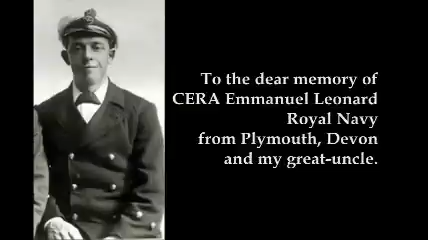 To the dear memory of
CERA Emmanuel Leonard
Royal Navy
from Plymouth, Devon
and my great-uncle.